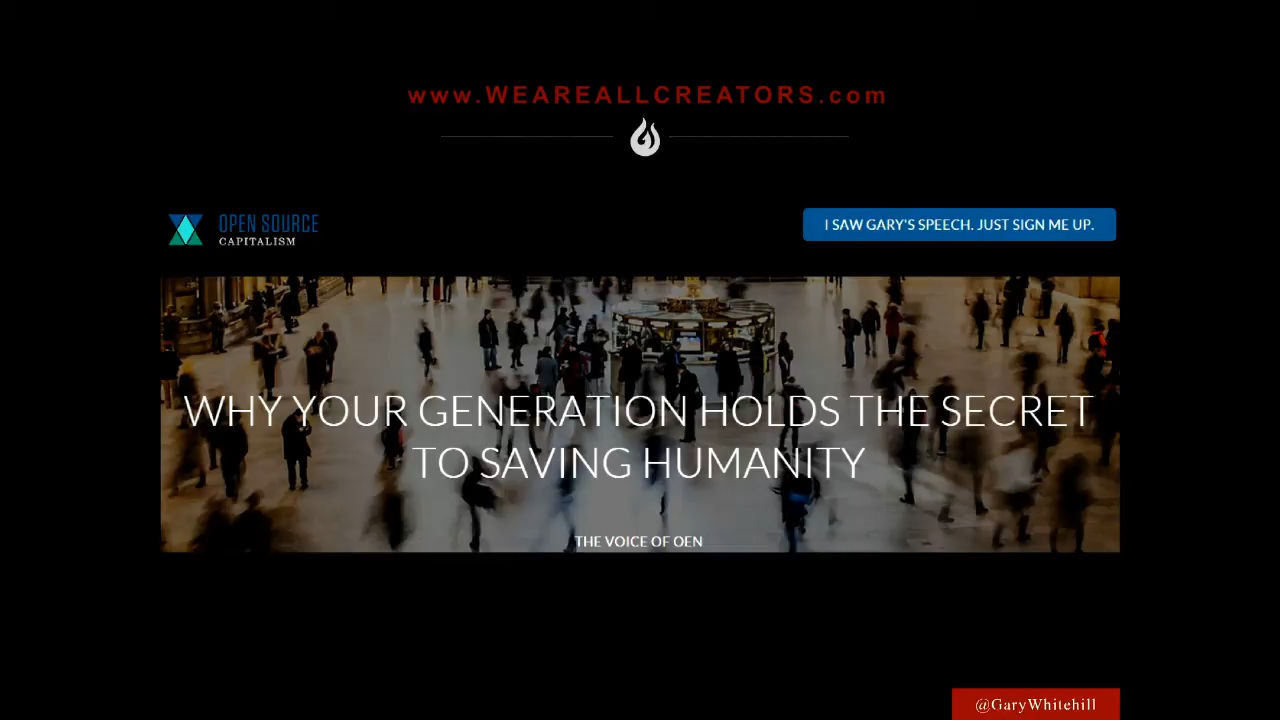 www.WEAREALLCREATORS.com
OPEN SOURCE
CAPITALISM
I SAW GARY'S SPEECH. JUST SIGN ME UP.
WHY YOUR GENERATION HOLDS THE SECRET
TO SAVING HUMANITY
THE VOICE OF OEN
@GaryWhitehill